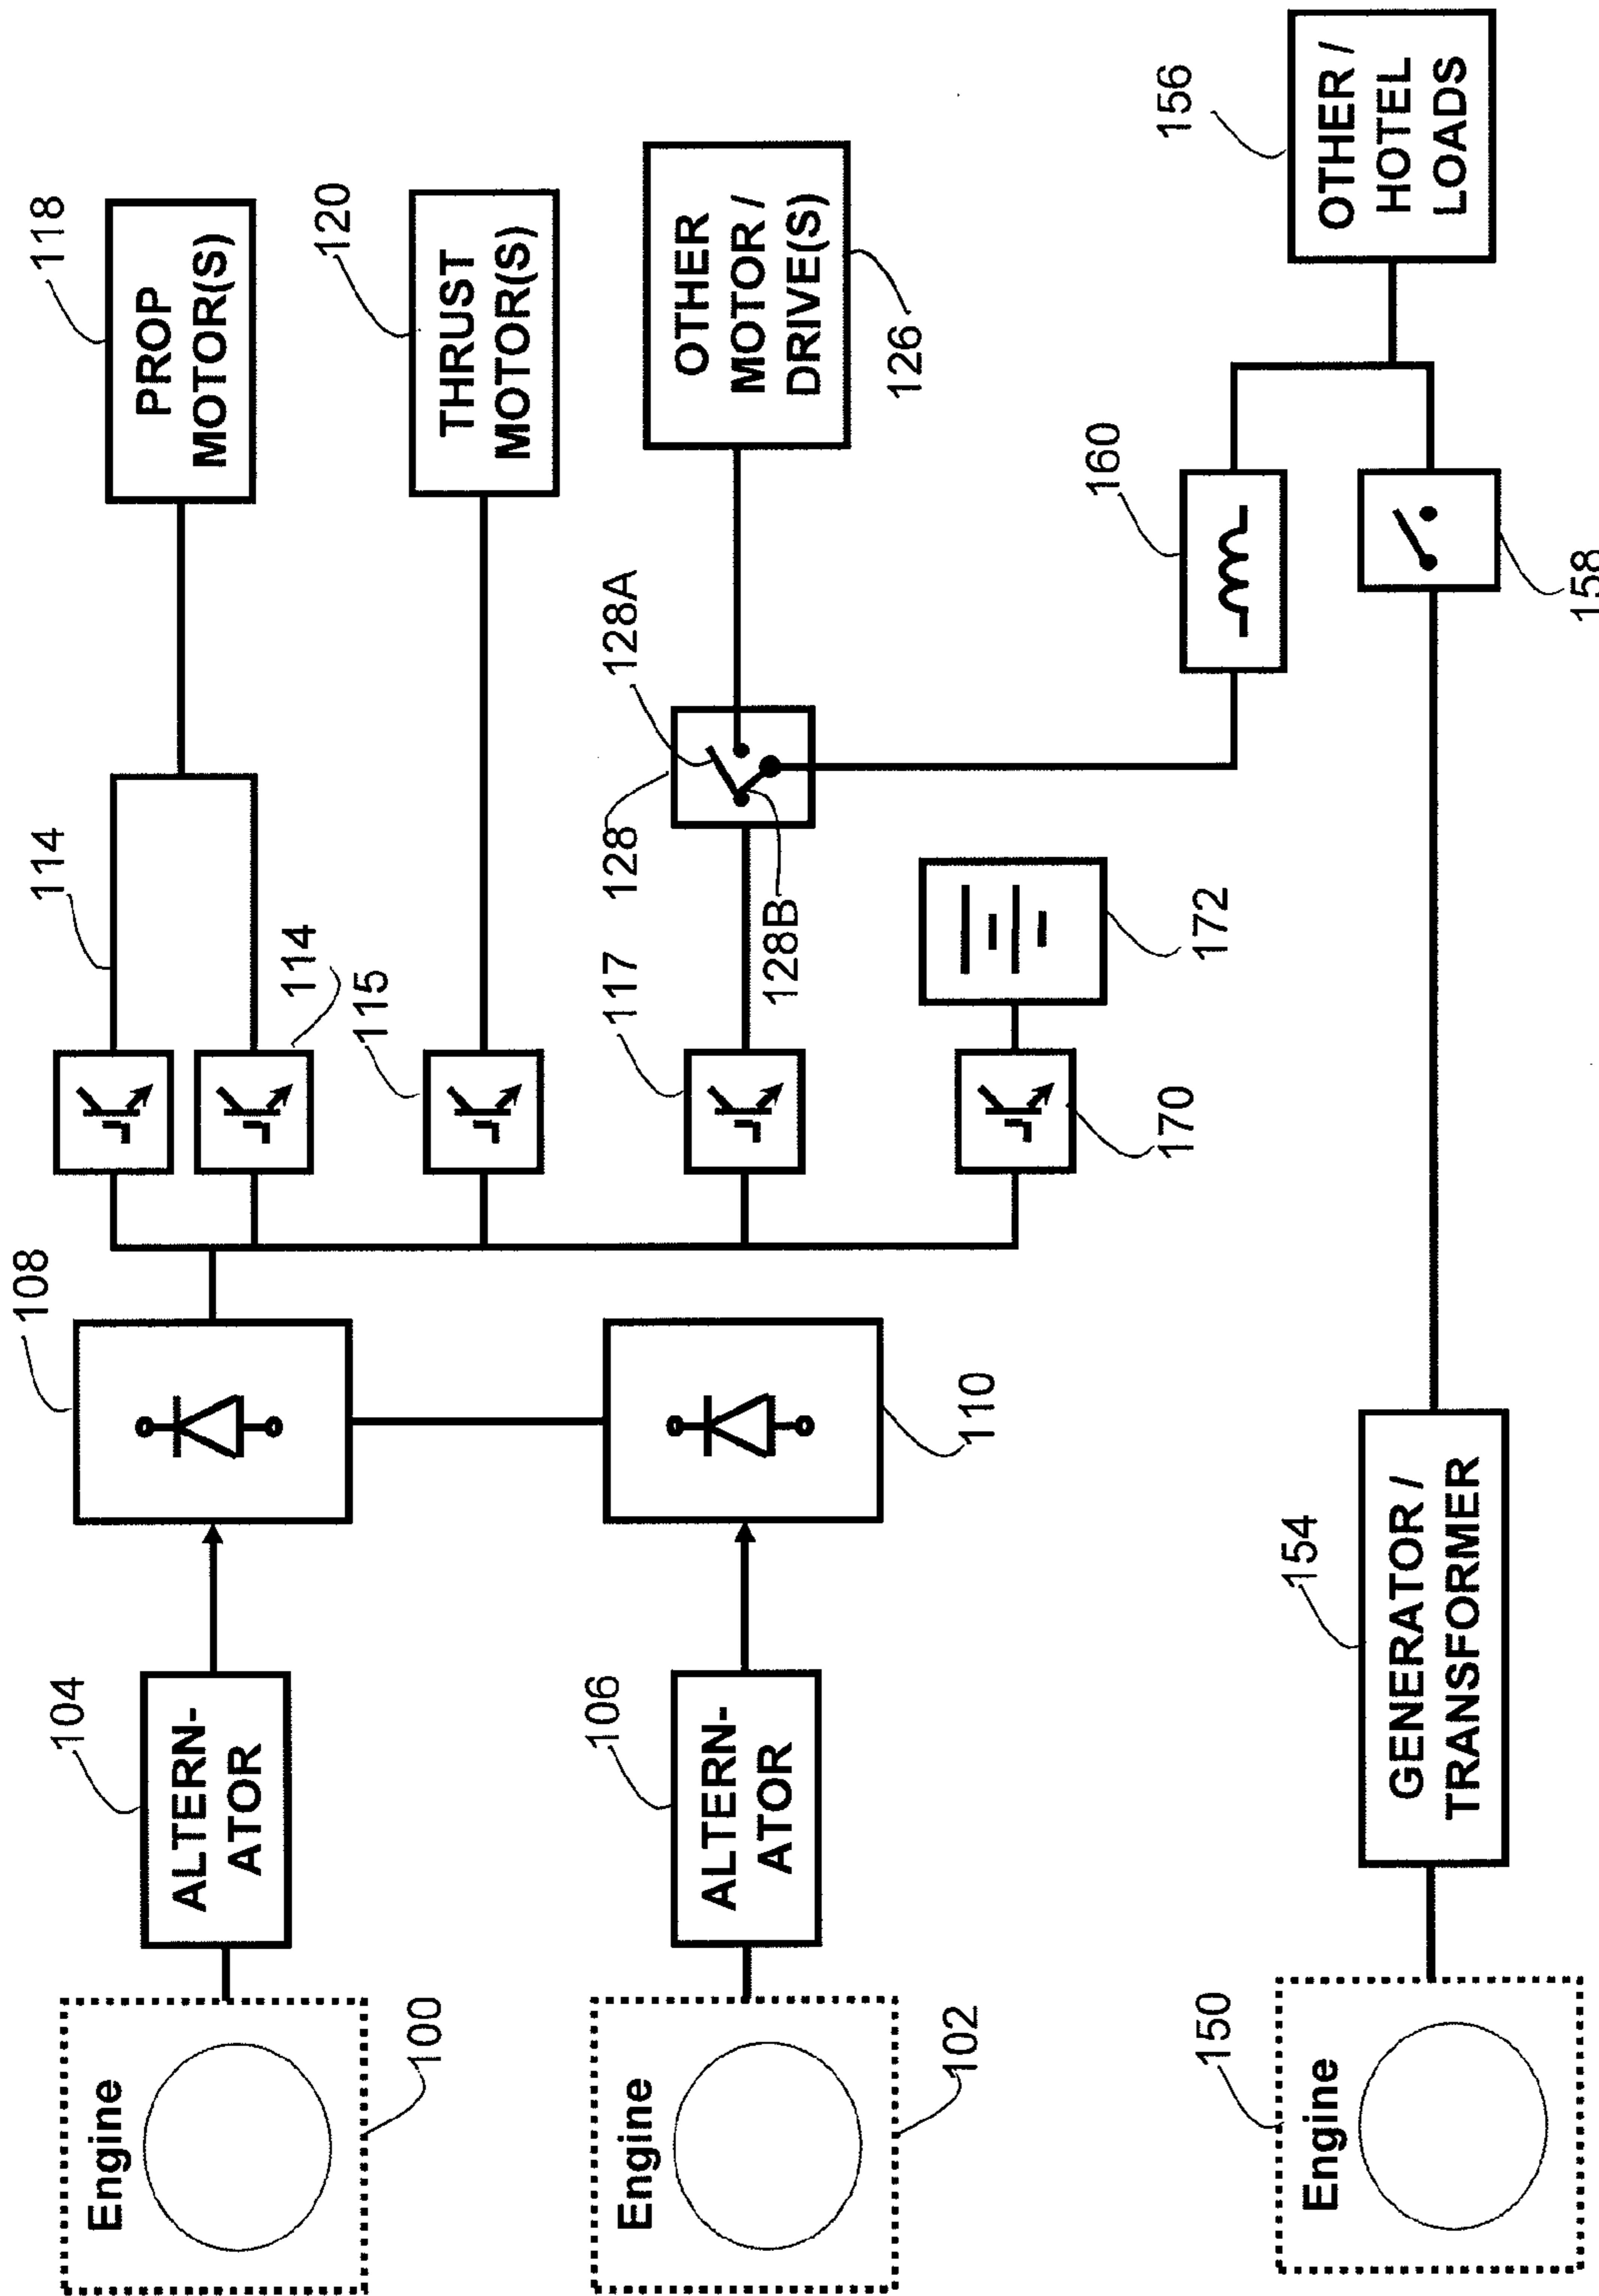 Engine
100
ALTERN-
ATOR
104
108
114
114
PROP
MOTOR(S)
118
115
THRUST
MOTOR(S)
120
Engine
102
ALTERN-
ATOR
106
110
117
128
128A
128B
OTHER
MOTOR /
DRIVE(S)
126
170
172
Engine
150
GENERATOR /
TRANSFORMER
154
160
158
OTHER /
HOTEL
LOADS
156